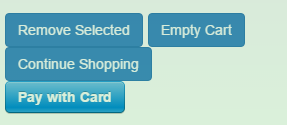 Remove Selected Empty Cart
Continue Shopping
Pay with Card